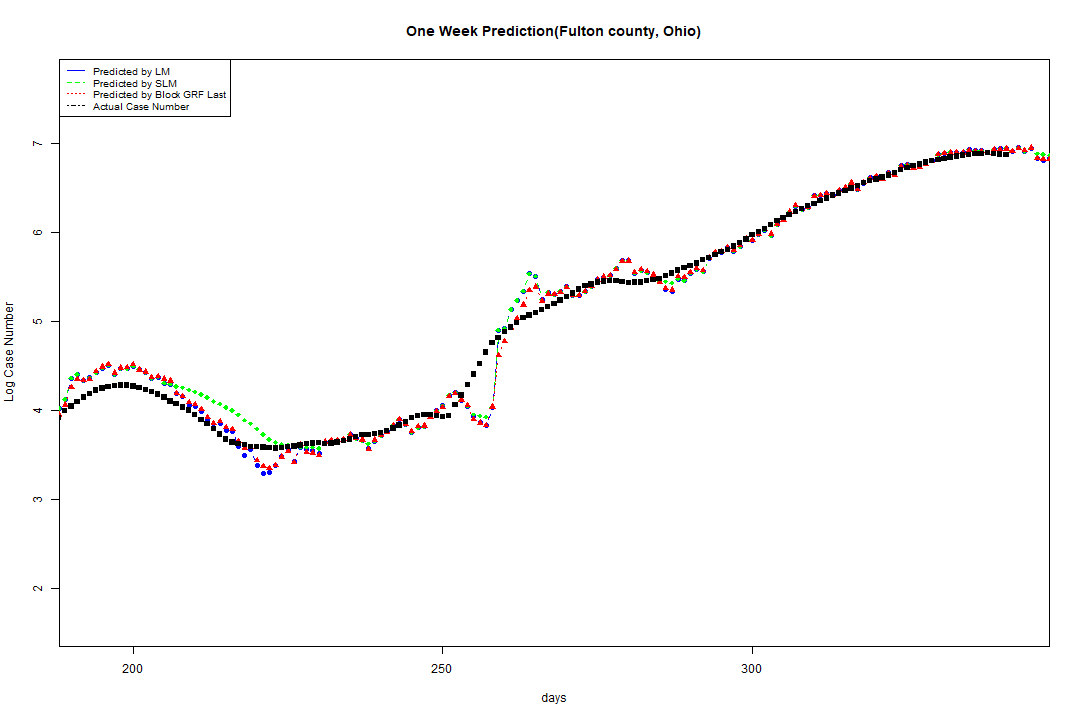 One Week Prediction(Fulton county, Ohio)
Predicted by LM
Predicted by SLM
Predicted by Block GRF Last
Actual Case Number
Log Case Number
7
6
5
4
3
2
200
250
300
days